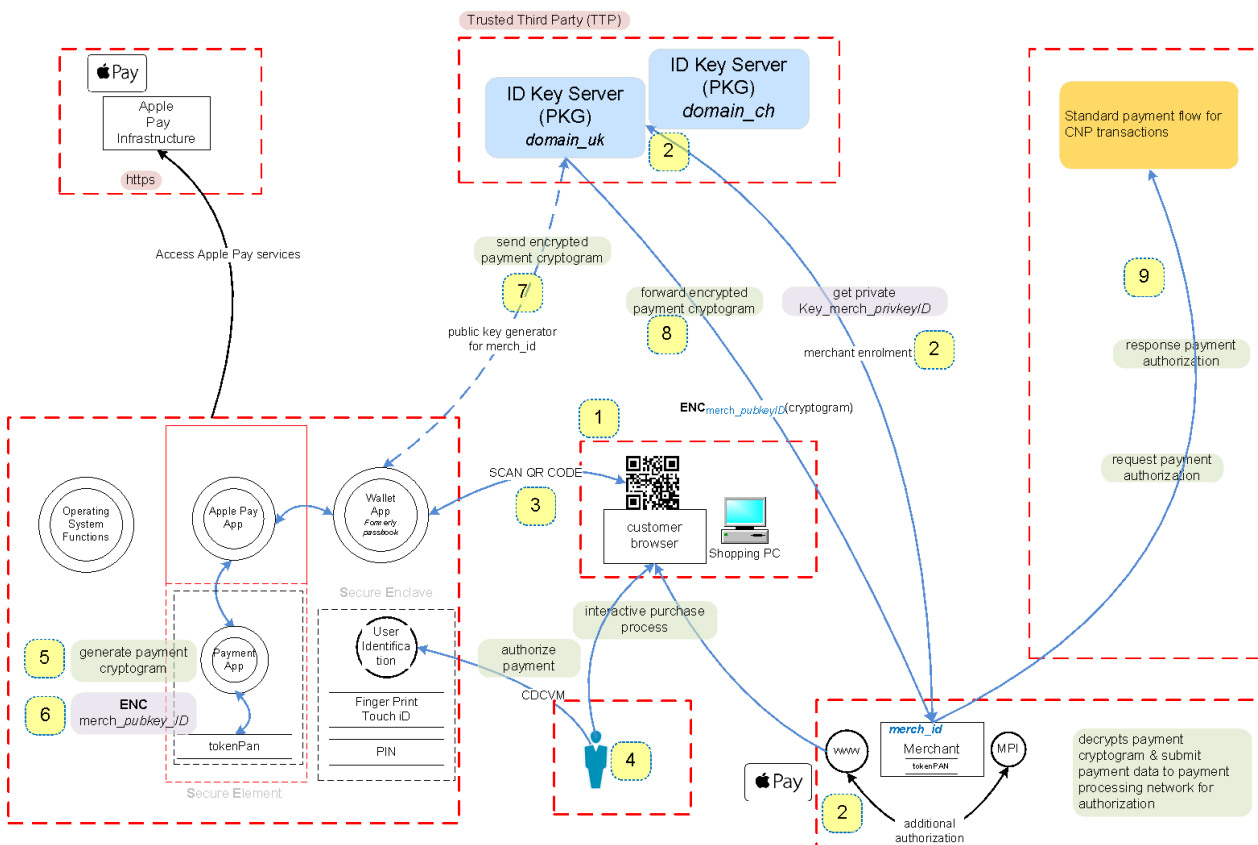 Trusted Third Party (TTP)
Pay
Apple
Pay
Infrastructure
https
Access Apple Pay services
ID Key Server
(PKG)
domain_uk
ID Key Server
(PKG)
domain_ch
2
Standard payment flow for
CNP transactions
send encrypted
payment cryptogram
7
public key generator
for merch_id
forward encrypted
payment cryptogram
8
get private
Key_merch_privkeyID
merchant enrolment
2
9
response payment
authorization
request payment
authorization
ENCmerch_pubkeyID(cryptogram)
1
SCAN QR CODE
3
customer
browser
Shopping PC
Operating
System
Functions
Apple Pay
App
Wallet
App
Formerly
passbook
Secure Enclave
interactive purchase
process
5
generate payment
cryptogram
6
ENC
merch_pubkey_ID
Payment
App
tokenPan
Secure Element
User
Identifica
tion
Finger Print
Touch iD
PIN
authorize
payment
CDCVM
4
Pay
www
merch_id
Merchant
tokenPAN
MPI
2
additional
authorization
decrypts payment
cryptogram & submit
payment data to payment
processing network for
authorization